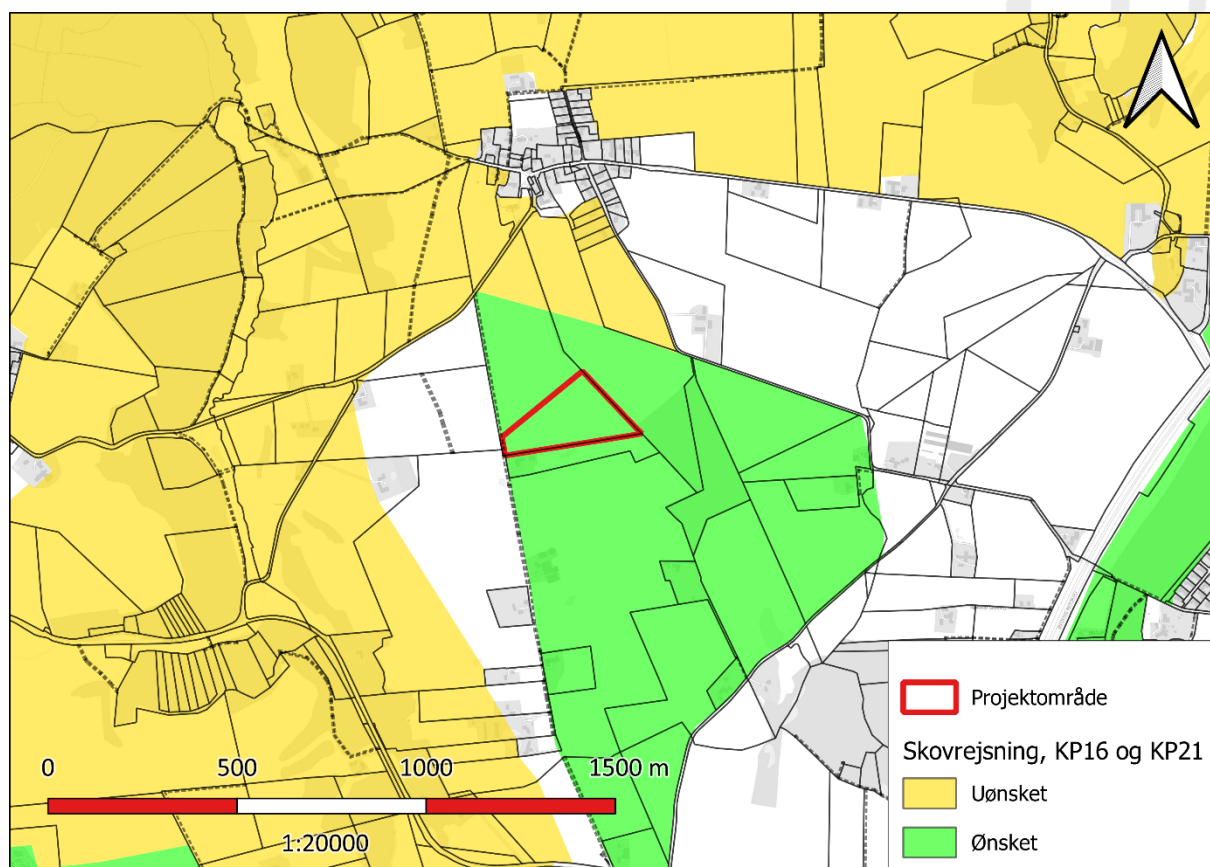 Projektområde
Skovrejsning, KP16 og KP21
Uønsket
Ønsket
0 500 1000 1500 m
1:20000